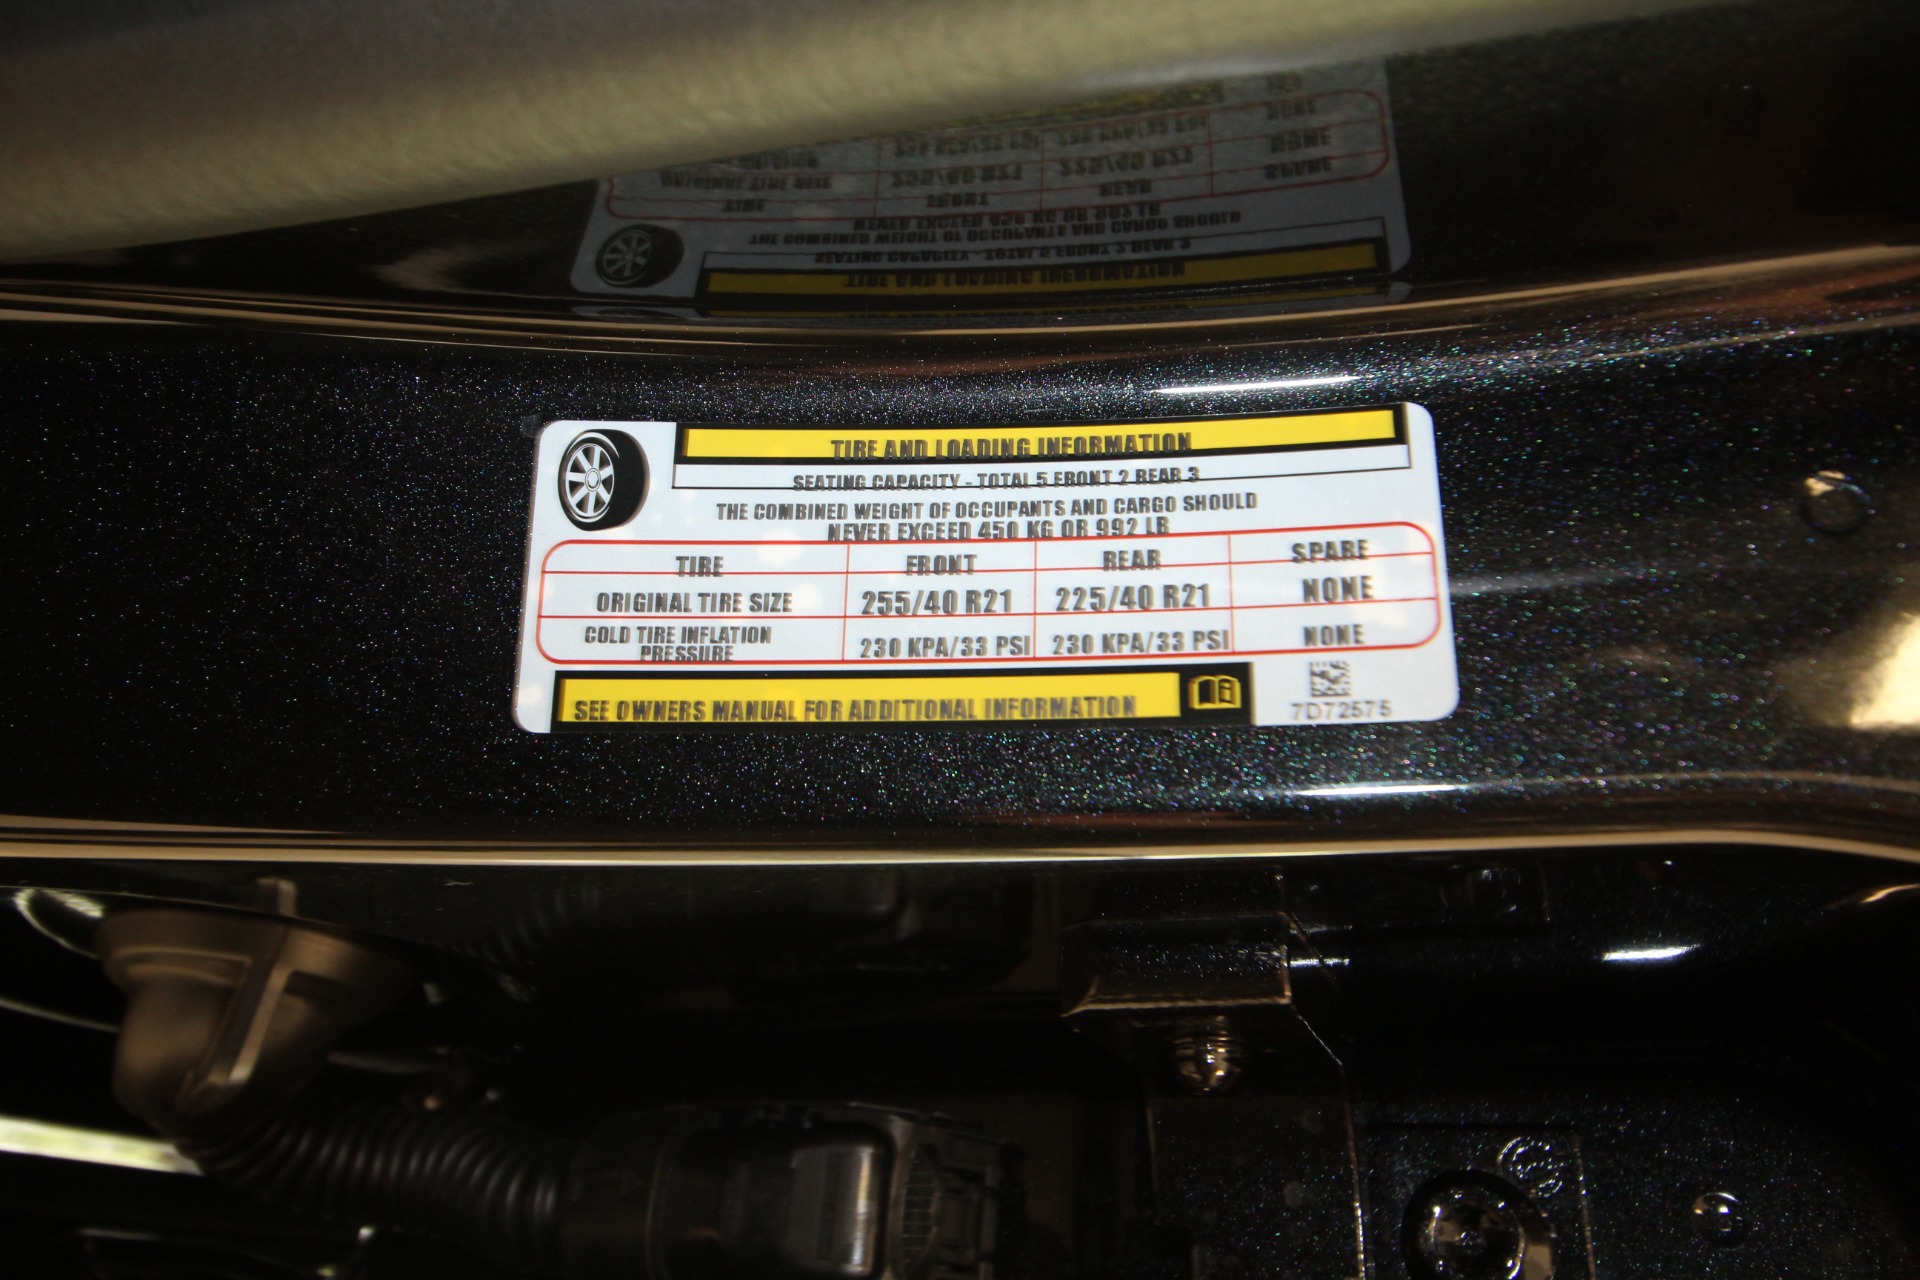 TIRE AND LOADING INFORMATION
SEATING CAPACITY - TOTAL 5 FRONT 2 REAR 3
THE COMBINED WEIGHT OF OCCUPANTS AND CARGO SHOULD
NEVER EXCEED 450 KG OR 992 LB
TIRE FRONT REAR SPARE
ORIGINAL TIRE SIZE 255/40 R21 225/40 R21 NONE
COLD TIRE INFLATION PRESSURE 230 KPA/33 PSI 230 KPA/33 PSI NONE
SEE OWNERS MANUAL FOR ADDITIONAL INFORMATION
7D72575